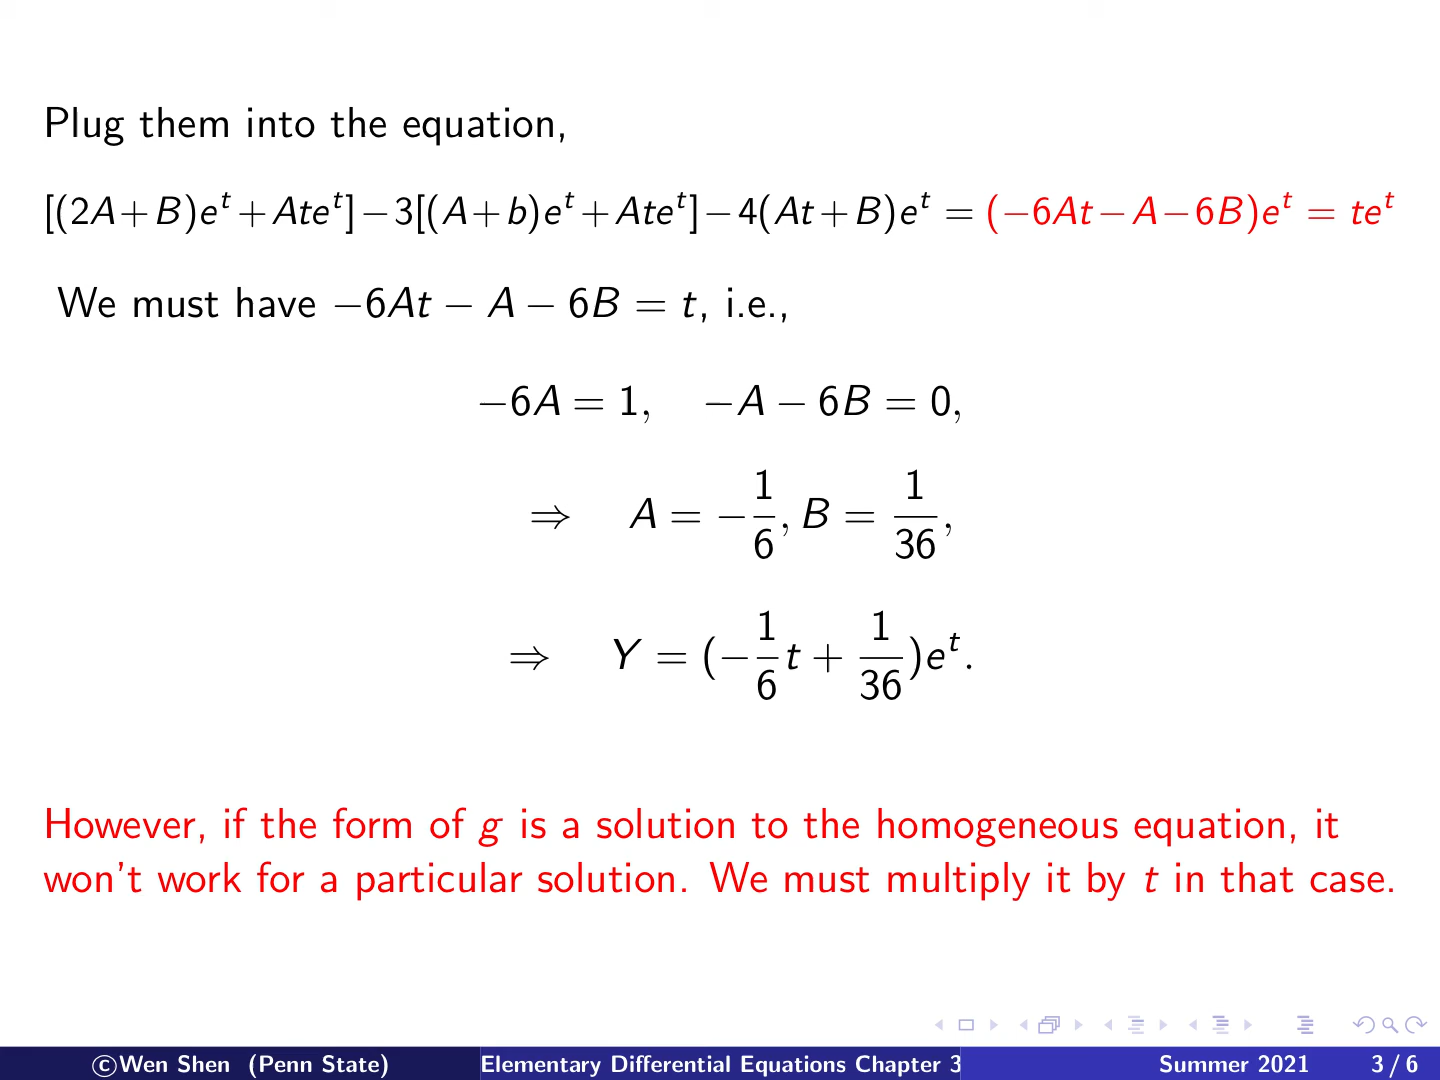 Plug them into the equation,
[(2A+B)e^t+Ate^t]−3[(A+b)e^t+Ate^t]−4(At+B)e^t = (−6At−A−6B)e^t = te^t
We must have −6At − A − 6B = t, i.e.,
−6A = 1, −A − 6B = 0,
⇒ A = −1/6, B = 1/36,
⇒ Y = (−1/6 t + 1/36)e^t.
However, if the form of g is a solution to the homogeneous equation, it
won't work for a particular solution. We must multiply it by t in that case.
©Wen Shen (Penn State) Elementary Differential Equations Chapter 3 Summer 2021 3 / 6